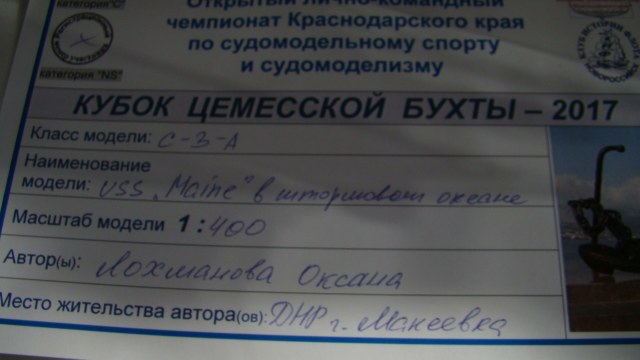 категория "C"
Открытый лично-командный
чемпионат Краснодарского края
по судомодельному спорту
и судомоделизму
категория "NS"
КУБОК ЦЕМЕССКОЙ БУХТЫ – 2017
Класс модели: С-3-А
Наименование
модели: USS „Maine" в штормовом океане
Масштаб модели 1:400
Автор(ы): Лохманова Оксана
Место жительства автора(ов): ДНР г. Макеевка